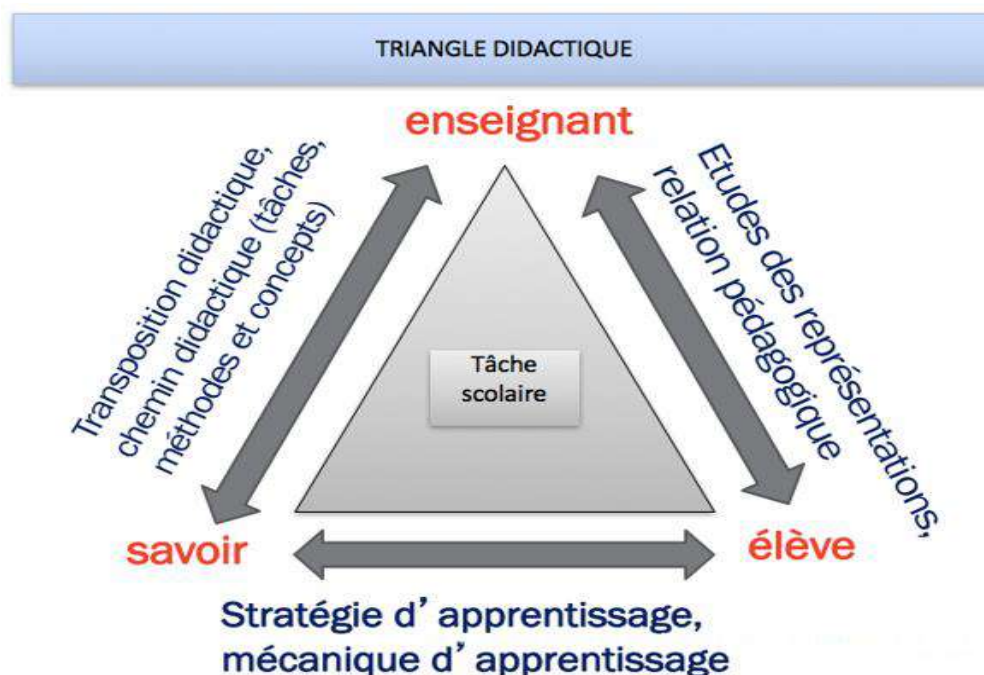 TRIANGLE DIDACTIQUE
enseignant
Transposition didactique,
chemin didactique (tâches,
méthodes et concepts)
Etudes des représentations,
relation pédagogique
Tâche
scolaire
savoir
élève
Stratégie d’ apprentissage,
mécanique d’ apprentissage